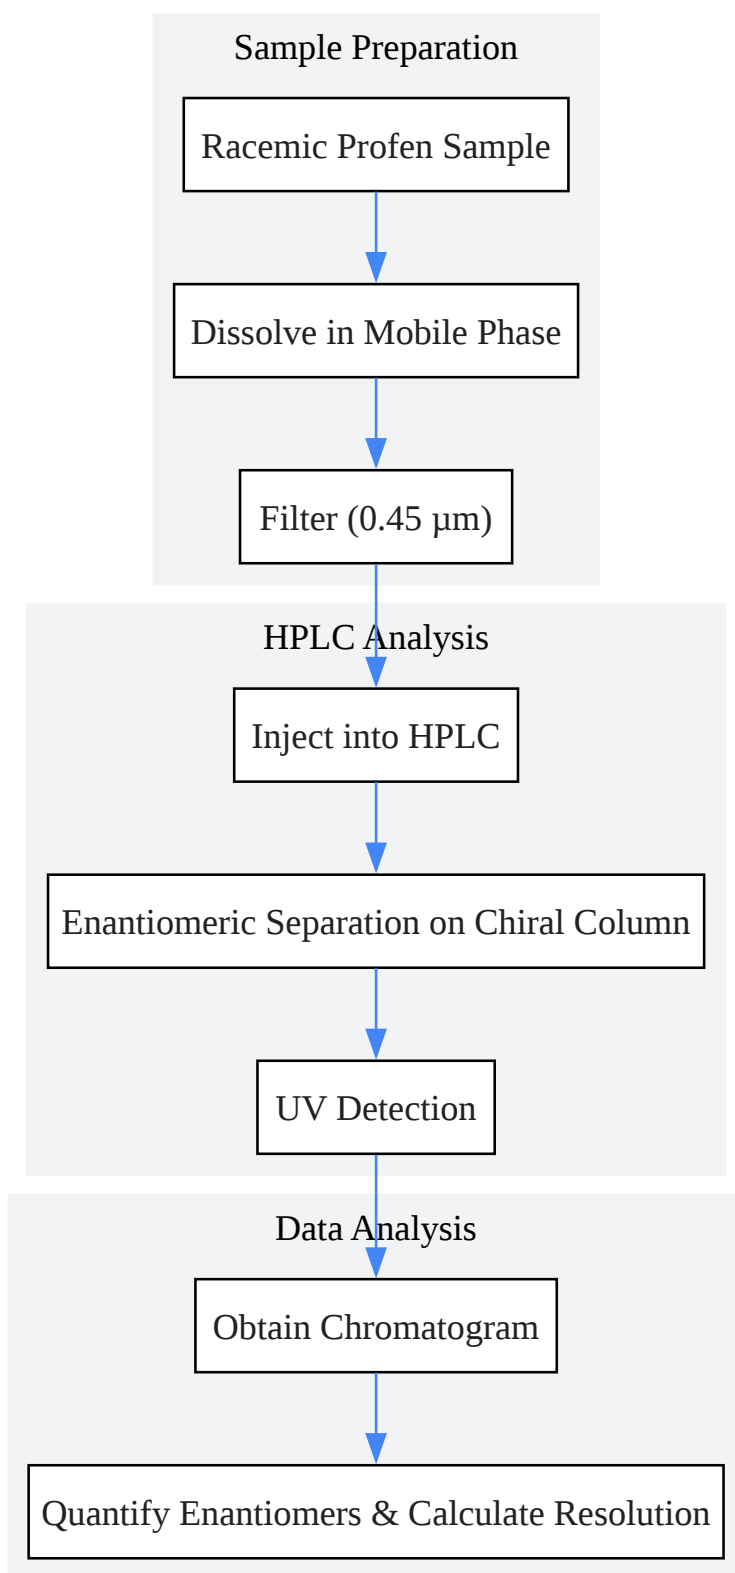 Sample Preparation
Racemic Profen Sample
Dissolve in Mobile Phase
Filter (0.45 µm)
HPLC Analysis
Inject into HPLC
Enantiomeric Separation on Chiral Column
UV Detection
Data Analysis
Obtain Chromatogram
Quantify Enantiomers & Calculate Resolution